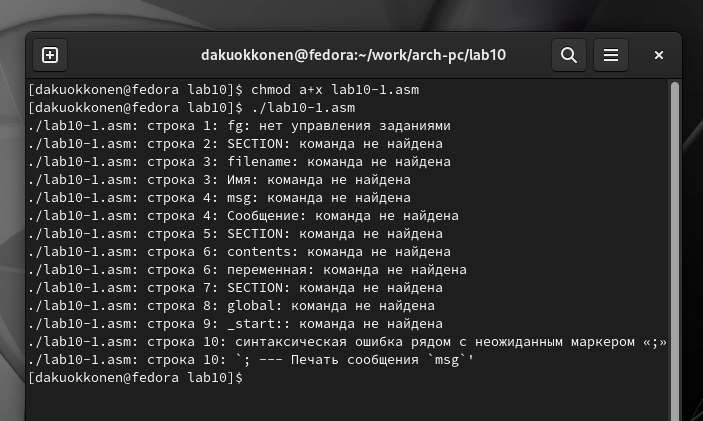 dakuokkonen@fedora:~/work/arch-pc/lab10
[dakuokkonen@fedora lab10]$ chmod a+x lab10-1.asm
[dakuokkonen@fedora lab10]$ ./lab10-1.asm
./lab10-1.asm: строка 1: fg: нет управления заданиями
./lab10-1.asm: строка 2: SECTION: команда не найдена
./lab10-1.asm: строка 3: filename: команда не найдена
./lab10-1.asm: строка 3: Имя: команда не найдена
./lab10-1.asm: строка 4: msg: команда не найдена
./lab10-1.asm: строка 4: Сообщение: команда не найдена
./lab10-1.asm: строка 5: SECTION: команда не найдена
./lab10-1.asm: строка 6: contents: команда не найдена
./lab10-1.asm: строка 6: переменная: команда не найдена
./lab10-1.asm: строка 7: SECTION: команда не найдена
./lab10-1.asm: строка 8: global: команда не найдена
./lab10-1.asm: строка 9: _start:: команда не найдена
./lab10-1.asm: строка 10: синтаксическая ошибка рядом с неожиданным маркером «;»
./lab10-1.asm: строка 10: `; --- Печать сообщения `msg`'
[dakuokkonen@fedora lab10]$